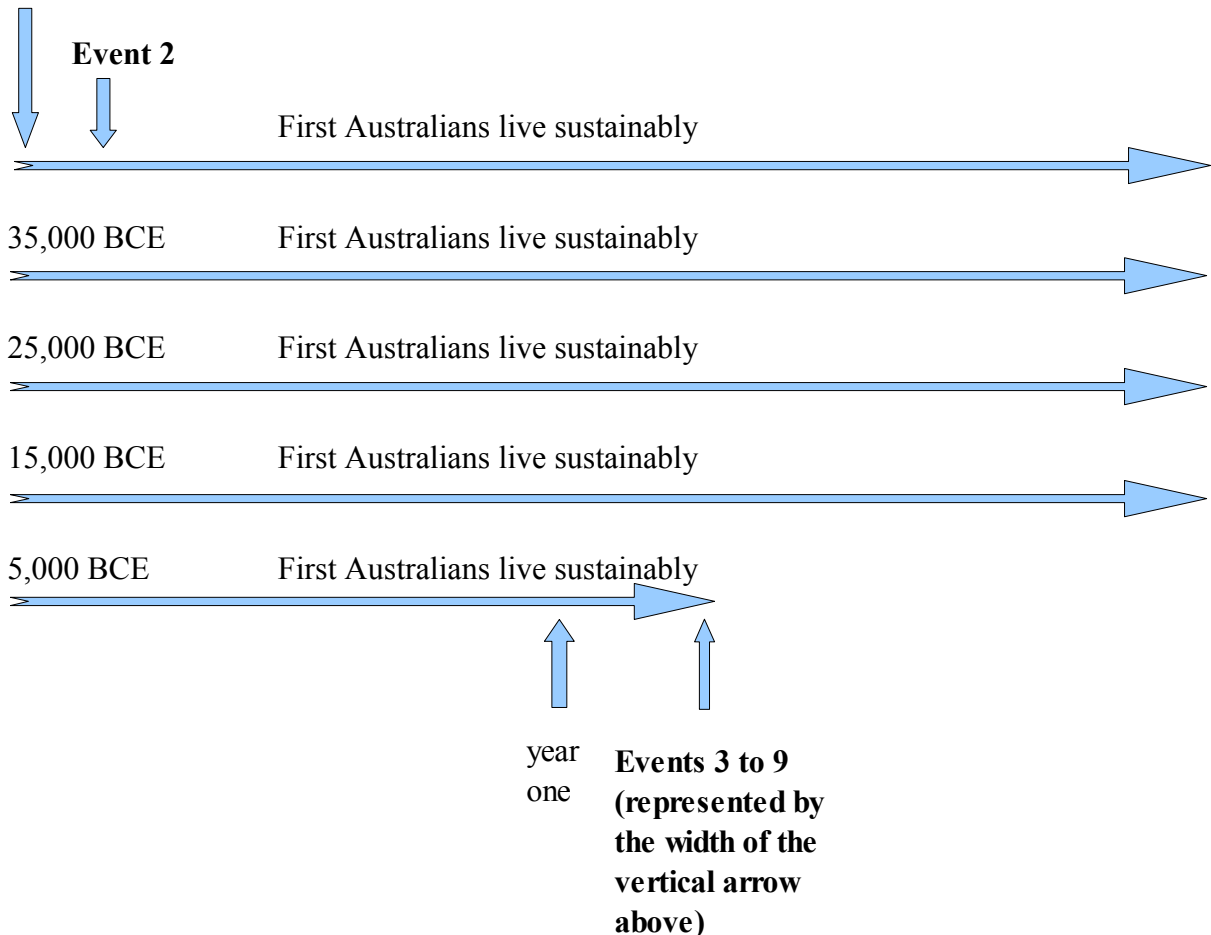 Event 2
First Australians live sustainably
35,000 BCE First Australians live sustainably
25,000 BCE First Australians live sustainably
15,000 BCE First Australians live sustainably
5,000 BCE First Australians live sustainably
year
one
Events 3 to 9
(represented by
the width of the
vertical arrow
above)